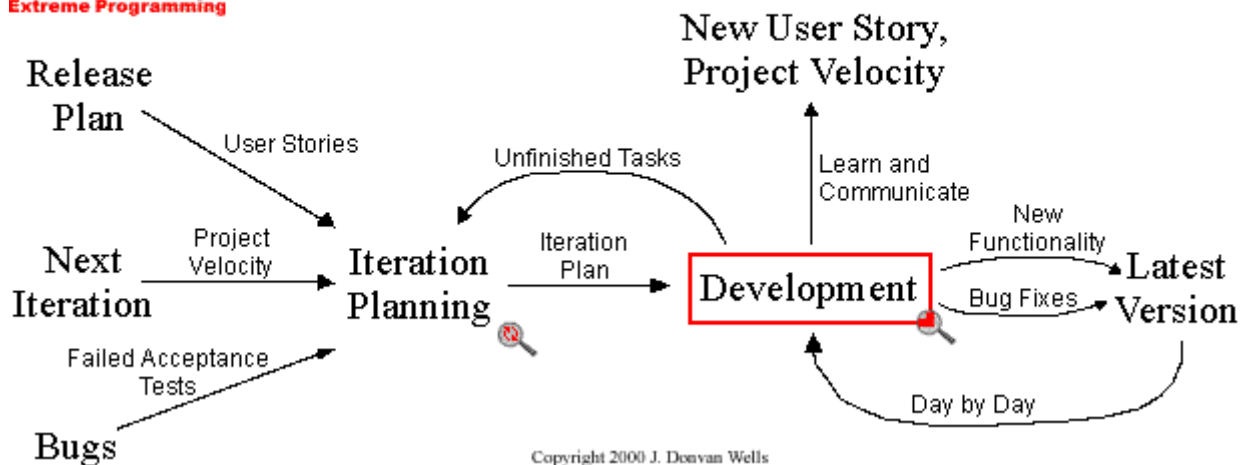 Extreme Programming
New User Story,
Project Velocity
Release
Plan
User Stories
Unfinished Tasks
Learn and
Communicate
New
Functionality
Project
Velocity
Iteration
Plan
Next
Iteration
Iteration
Planning
Development
Latest
Version
Bug Fixes
Failed Acceptance
Tests
Day by Day
Bugs
Copyright 2000 J. Donvan Wells